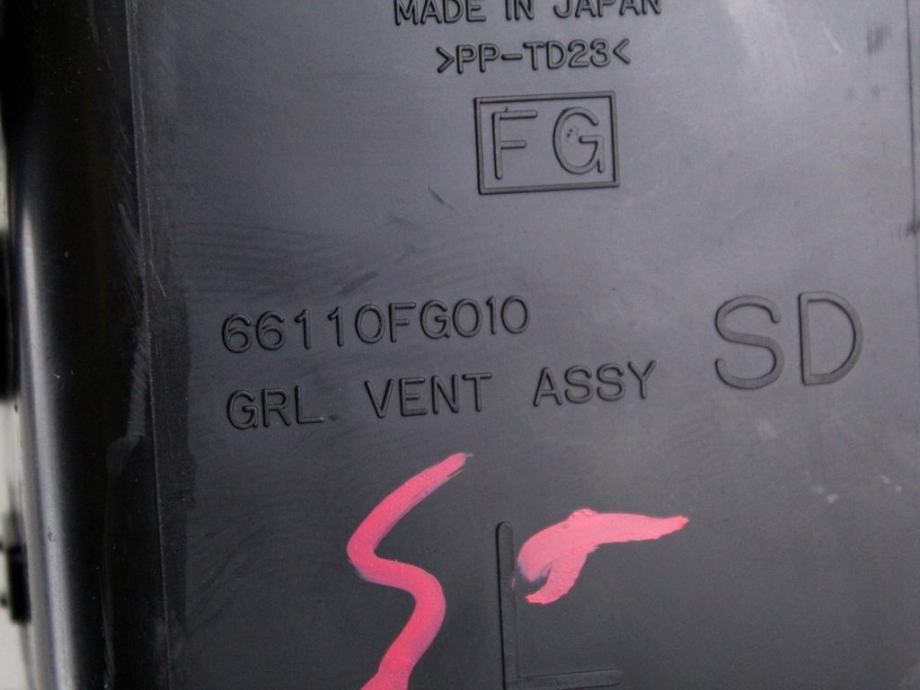 MADE IN JAPAN
>PP-TD23<
FG
66110FG010
GRL VENT ASSY
SD
L